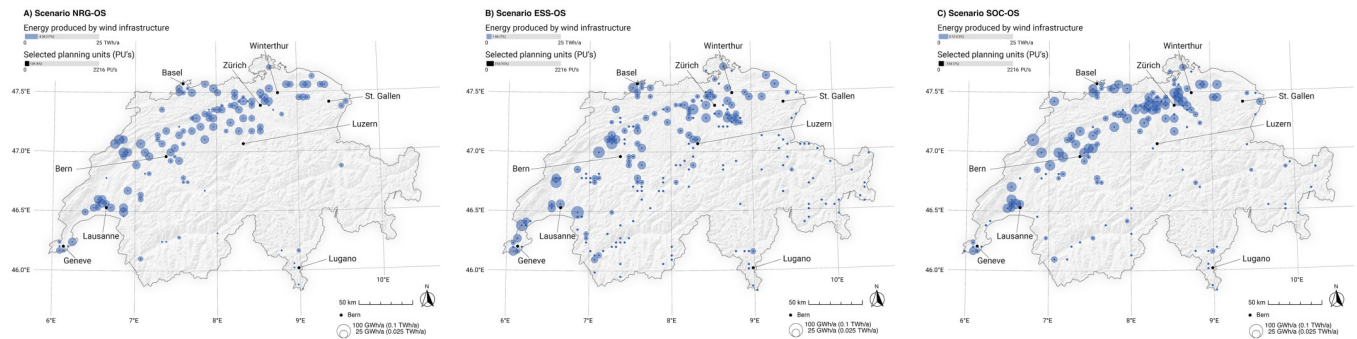 A) Scenario NRG-OS
Energy produced by wind infrastructure
0
25 TWh/a
Selected planning units (PU's)
0
2216 PU's
Winterthur
Zürich
Basel
St. Gallen
Luzern
Bern
Lausanne
Geneve
Lugano
47.5°E
47.0°E
46.5°E
46.0°E
6°E
7°E
8°E
9°E
10°E
50 km
N
Bern
100 GWh/a (0.1 TWh/a)
25 GWh/a (0.025 TWh/a)
B) Scenario ESS-OS
Energy produced by wind infrastructure
0
25 TWh/a
Selected planning units (PU's)
0
2216 PU's
Winterthur
Zürich
Basel
St. Gallen
Luzern
Bern
Lausanne
Geneve
Lugano
47.5°E
47.0°E
46.5°E
46.0°E
6°E
7°E
8°E
9°E
10°E
50 km
N
Bern
100 GWh/a (0.1 TWh/a)
25 GWh/a (0.025 TWh/a)
C) Scenario SOC-OS
Energy produced by wind infrastructure
0
25 TWh/a
Selected planning units (PU's)
0
2216 PU's
Winterthur
Zürich
Basel
St. Gallen
Luzern
Bern
Lausanne
Geneve
Lugano
47.5°E
47.0°E
46.5°E
46.0°E
6°E
7°E
8°E
9°E
10°E
50 km
N
Bern
100 GWh/a (0.1 TWh/a)
25 GWh/a (0.025 TWh/a)